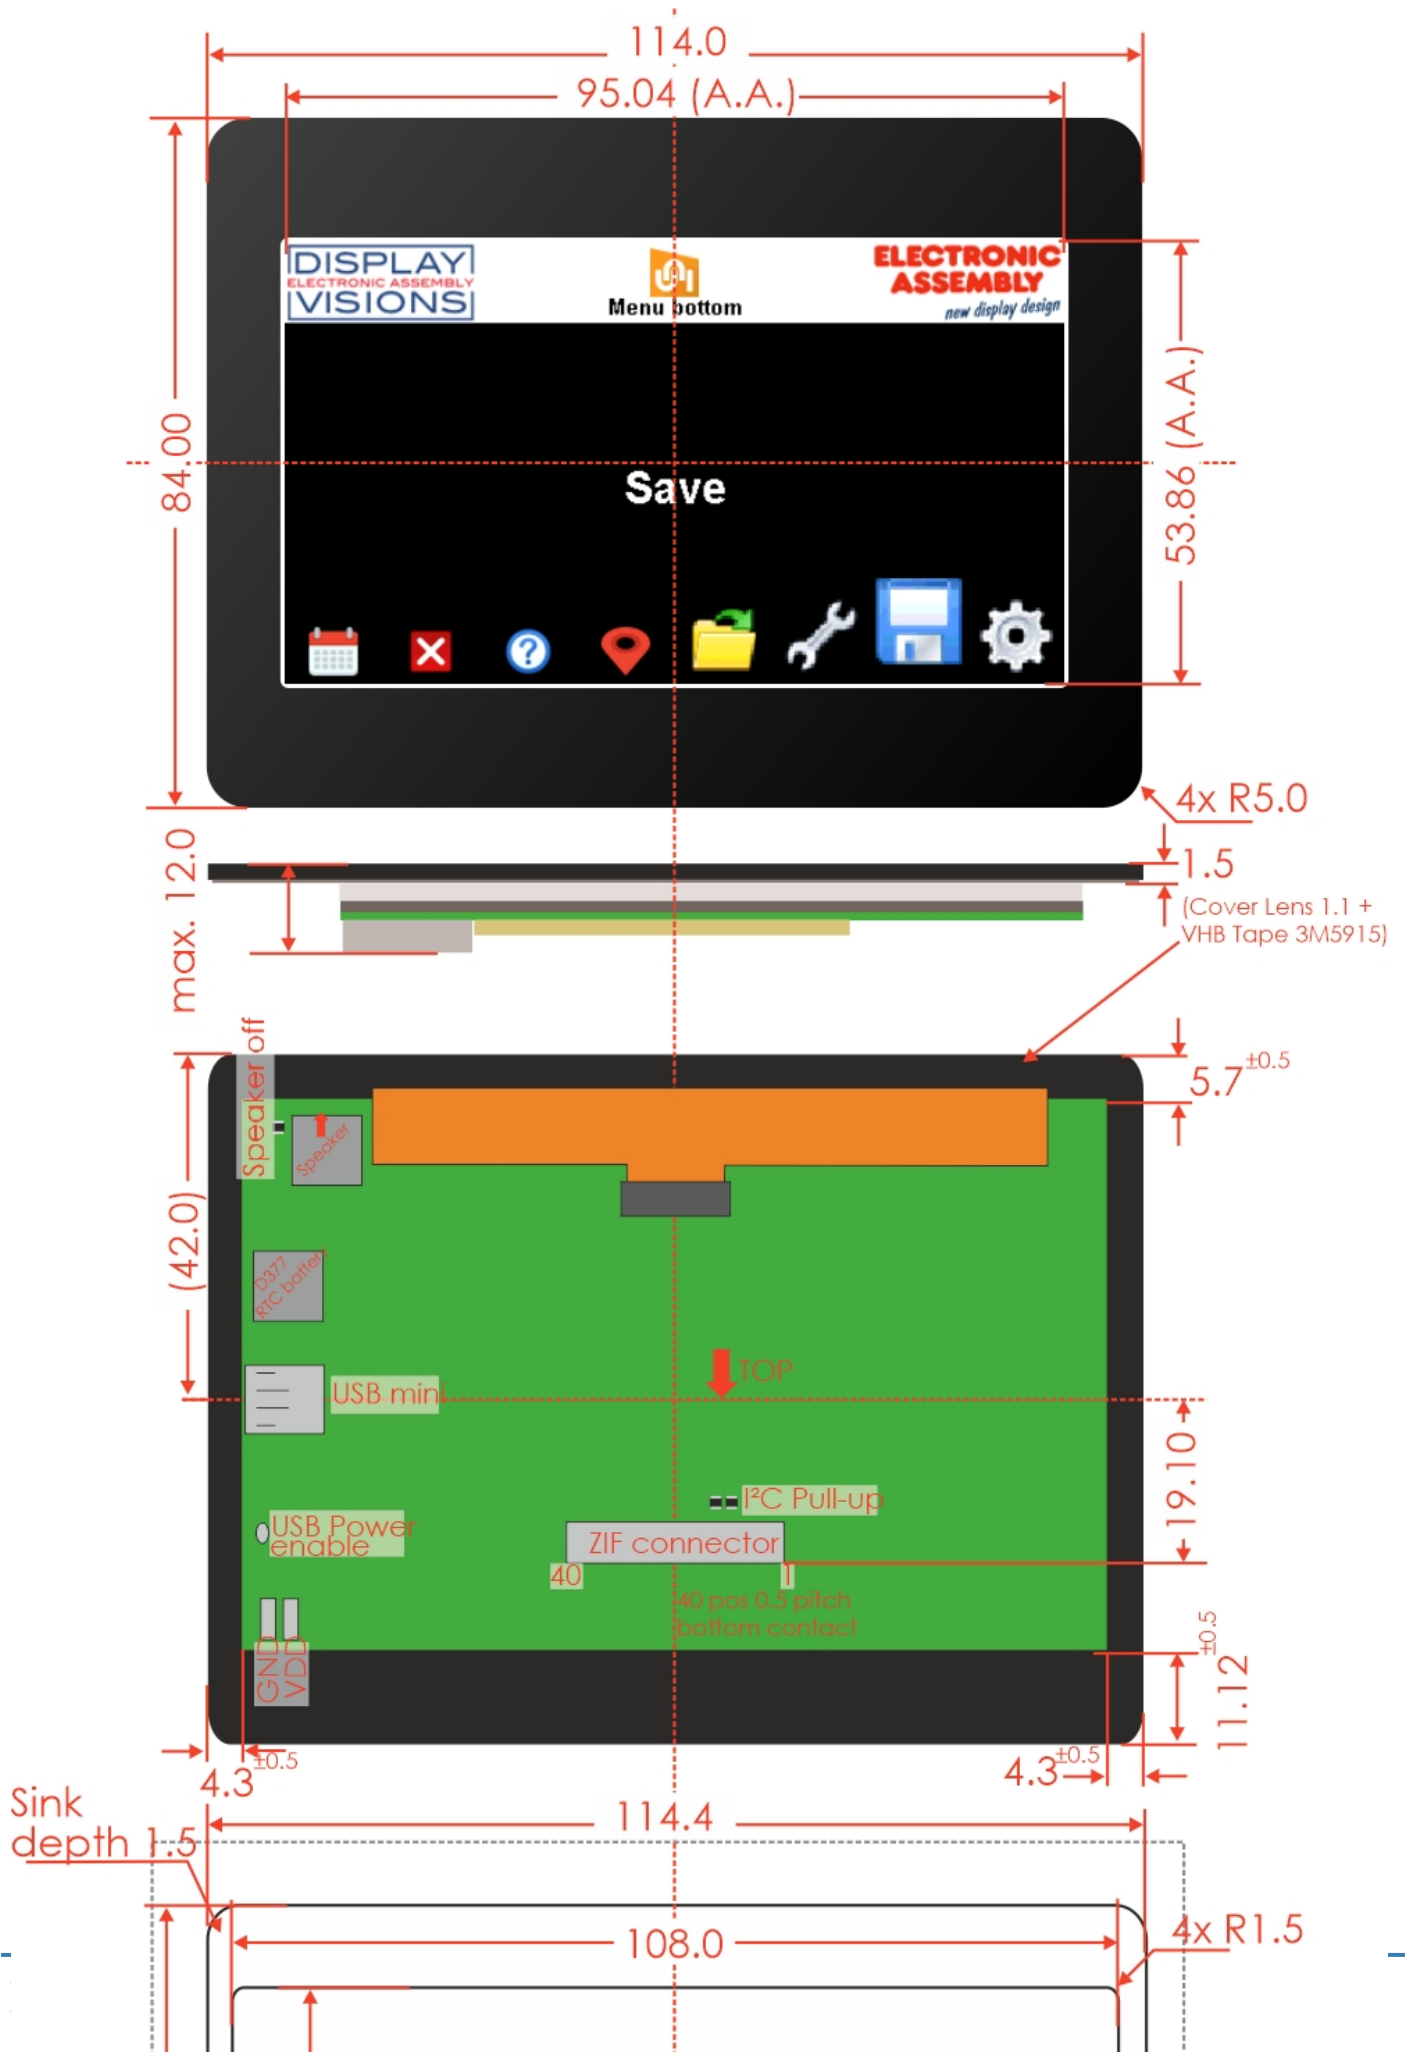 114.0
95.04 (A.A.)
DISPLAY
ELECTRONIC ASSEMBLY
VISIONS
Menu bottom
ELECTRONIC
ASSEMBLY
new display design
84.00
53.86 (A.A.)
Save
4x R5.0
max. 12.0
1.5
(Cover Lens 1.1 +
VHB Tape 3M5915)
Speaker off
Speaker
5.7±0.5
(42.0)
D377
RTC battery
TOP
USB mini
19.10
I²C Pull-up
USB Power
enable
ZIF connector
40
1
40 pos 0.5 pitch
bottom contact
GND
VDD
11.12±0.5
4.3±0.5
4.3±0.5
Sink
depth 1.5
114.4
108.0
4x R1.5